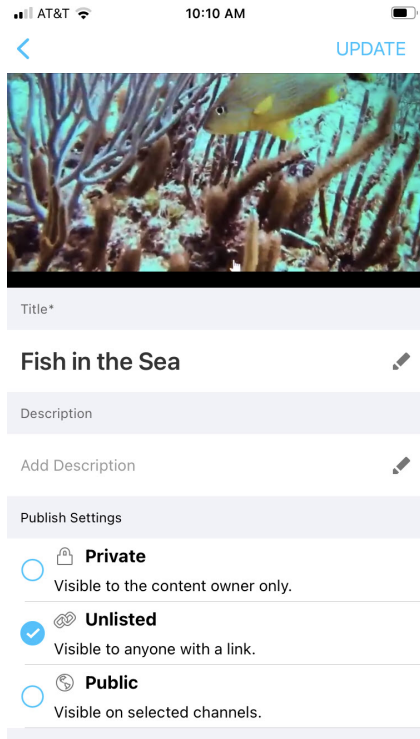 AT&T 10:10 AM
UPDATE
Title*
Fish in the Sea
Description
Add Description
Publish Settings
Private
Visible to the content owner only.
Unlisted
Visible to anyone with a link.
Public
Visible on selected channels.